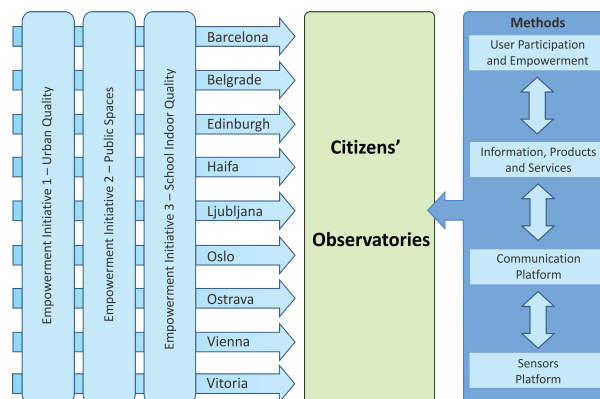 Empowerment Initiative 1 – Urban Quality
Empowerment Initiative 2 – Public Spaces
Empowerment Initiative 3 – School Indoor Quality
Barcelona
Belgrade
Edinburgh
Haifa
Ljubljana
Oslo
Ostrava
Vienna
Vitoria
Citizens’
Observatories
Methods
User Participation
and Empowerment
Information, Products
and Services
Communication
Platform
Sensors
Platform